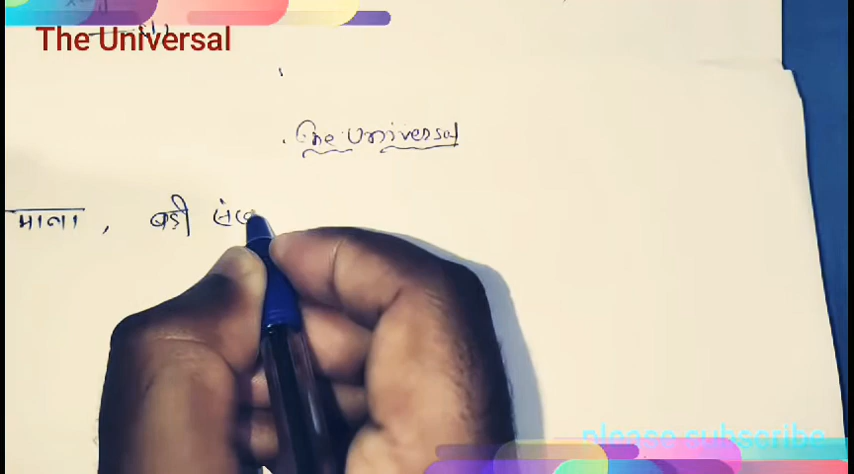 The Universal
The Universal
माना, बड़ी
please subscribe